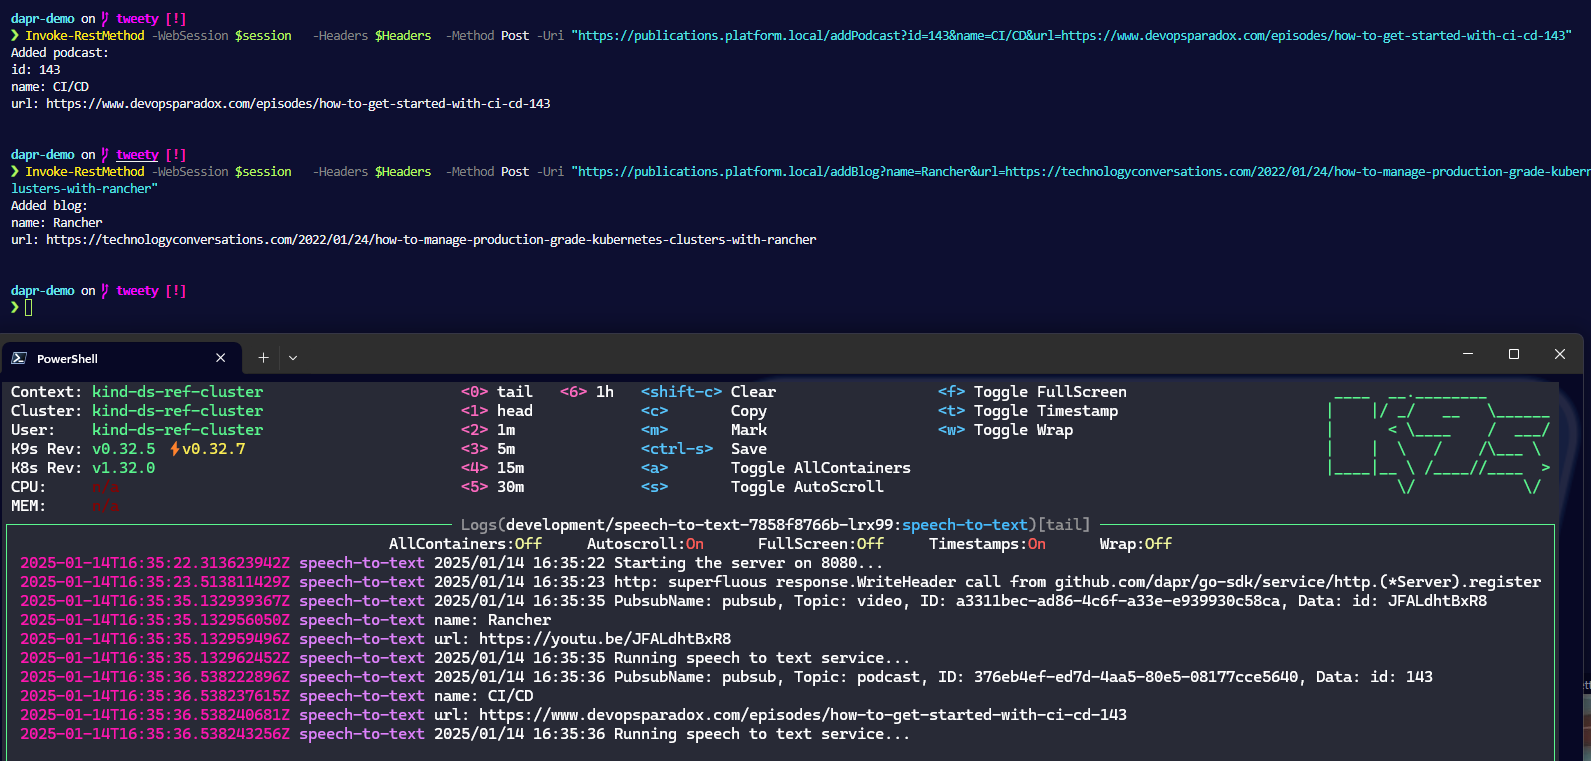 dapr-demo on tweety [!]
❯ Invoke-RestMethod -WebSession $session -Headers $Headers -Method Post -Uri "https://publications.platform.local/addPodcast?id=143&name=CI/CD&url=https://www.devopsparadox.com/episodes/how-to-get-started-with-ci-cd-143"
Added podcast:
id: 143
name: CI/CD
url: https://www.devopsparadox.com/episodes/how-to-get-started-with-ci-cd-143
dapr-demo on tweety [!]
❯ Invoke-RestMethod -WebSession $session -Headers $Headers -Method Post -Uri "https://publications.platform.local/addBlog?name=Rancher&url=https://technologyconversations.com/2022/01/24/how-to-manage-production-grade-kubern
lusters-with-rancher"
Added blog:
name: Rancher
url: https://technologyconversations.com/2022/01/24/how-to-manage-production-grade-kubernetes-clusters-with-rancher
dapr-demo on tweety [!]
❯
PowerShell
Context: kind-ds-ref-cluster <0> tail <6> 1h <shift-c> Clear <f> Toggle FullScreen
Cluster: kind-ds-ref-cluster <1> head <c> Copy <t> Toggle Timestamp
User: kind-ds-ref-cluster <2> 1m <m> Mark <w> Toggle Wrap
K9s Rev: v0.32.5 ⚡v0.32.7 <3> 5m <ctrl-s> Save
K8s Rev: v1.32.0 <4> 15m <a> Toggle AllContainers
CPU: n/a <5> 30m <s> Toggle AutoScroll
MEM: n/a
Logs(development/speech-to-text-7858f8766b-lrx99:speech-to-text)[tail]
AllContainers:Off Autoscroll:On FullScreen:Off Timestamps:On Wrap:Off
2025-01-14T16:35:22.313623942Z speech-to-text 2025/01/14 16:35:22 Starting the server on 8080...
2025-01-14T16:35:23.513811429Z speech-to-text 2025/01/14 16:35:23 http: superfluous response.WriteHeader call from github.com/dapr/go-sdk/service/http.(*Server).register
2025-01-14T16:35:35.132939367Z speech-to-text 2025/01/14 16:35:35 PubsubName: pubsub, Topic: video, ID: a3311bec-ad86-4c6f-a33e-e939930c58ca, Data: id: JFALdhtBxR8
2025-01-14T16:35:35.132956050Z speech-to-text name: Rancher
2025-01-14T16:35:35.132959496Z speech-to-text url: https://youtu.be/JFALdhtBxR8
2025-01-14T16:35:35.132962452Z speech-to-text 2025/01/14 16:35:35 Running speech to text service...
2025-01-14T16:35:36.538222896Z speech-to-text 2025/01/14 16:35:36 PubsubName: pubsub, Topic: podcast, ID: 376eb4ef-ed7d-4aa5-80e5-08177cce5640, Data: id: 143
2025-01-14T16:35:36.538237615Z speech-to-text name: CI/CD
2025-01-14T16:35:36.538240681Z speech-to-text url: https://www.devopsparadox.com/episodes/how-to-get-started-with-ci-cd-143
2025-01-14T16:35:36.538243256Z speech-to-text 2025/01/14 16:35:36 Running speech to text service...